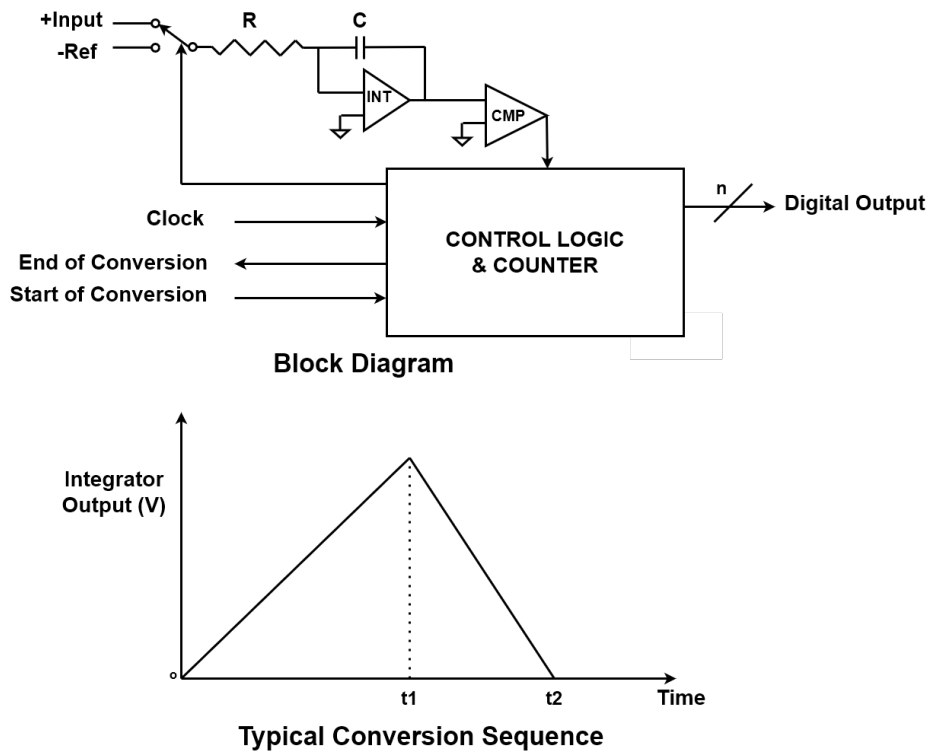 +Input
-Ref
R
C
INT
CMP
Clock
End of Conversion
Start of Conversion
CONTROL LOGIC
& COUNTER
n
Digital Output
Block Diagram
Integrator
Output (V)
o
t1
t2
Time
Typical Conversion Sequence